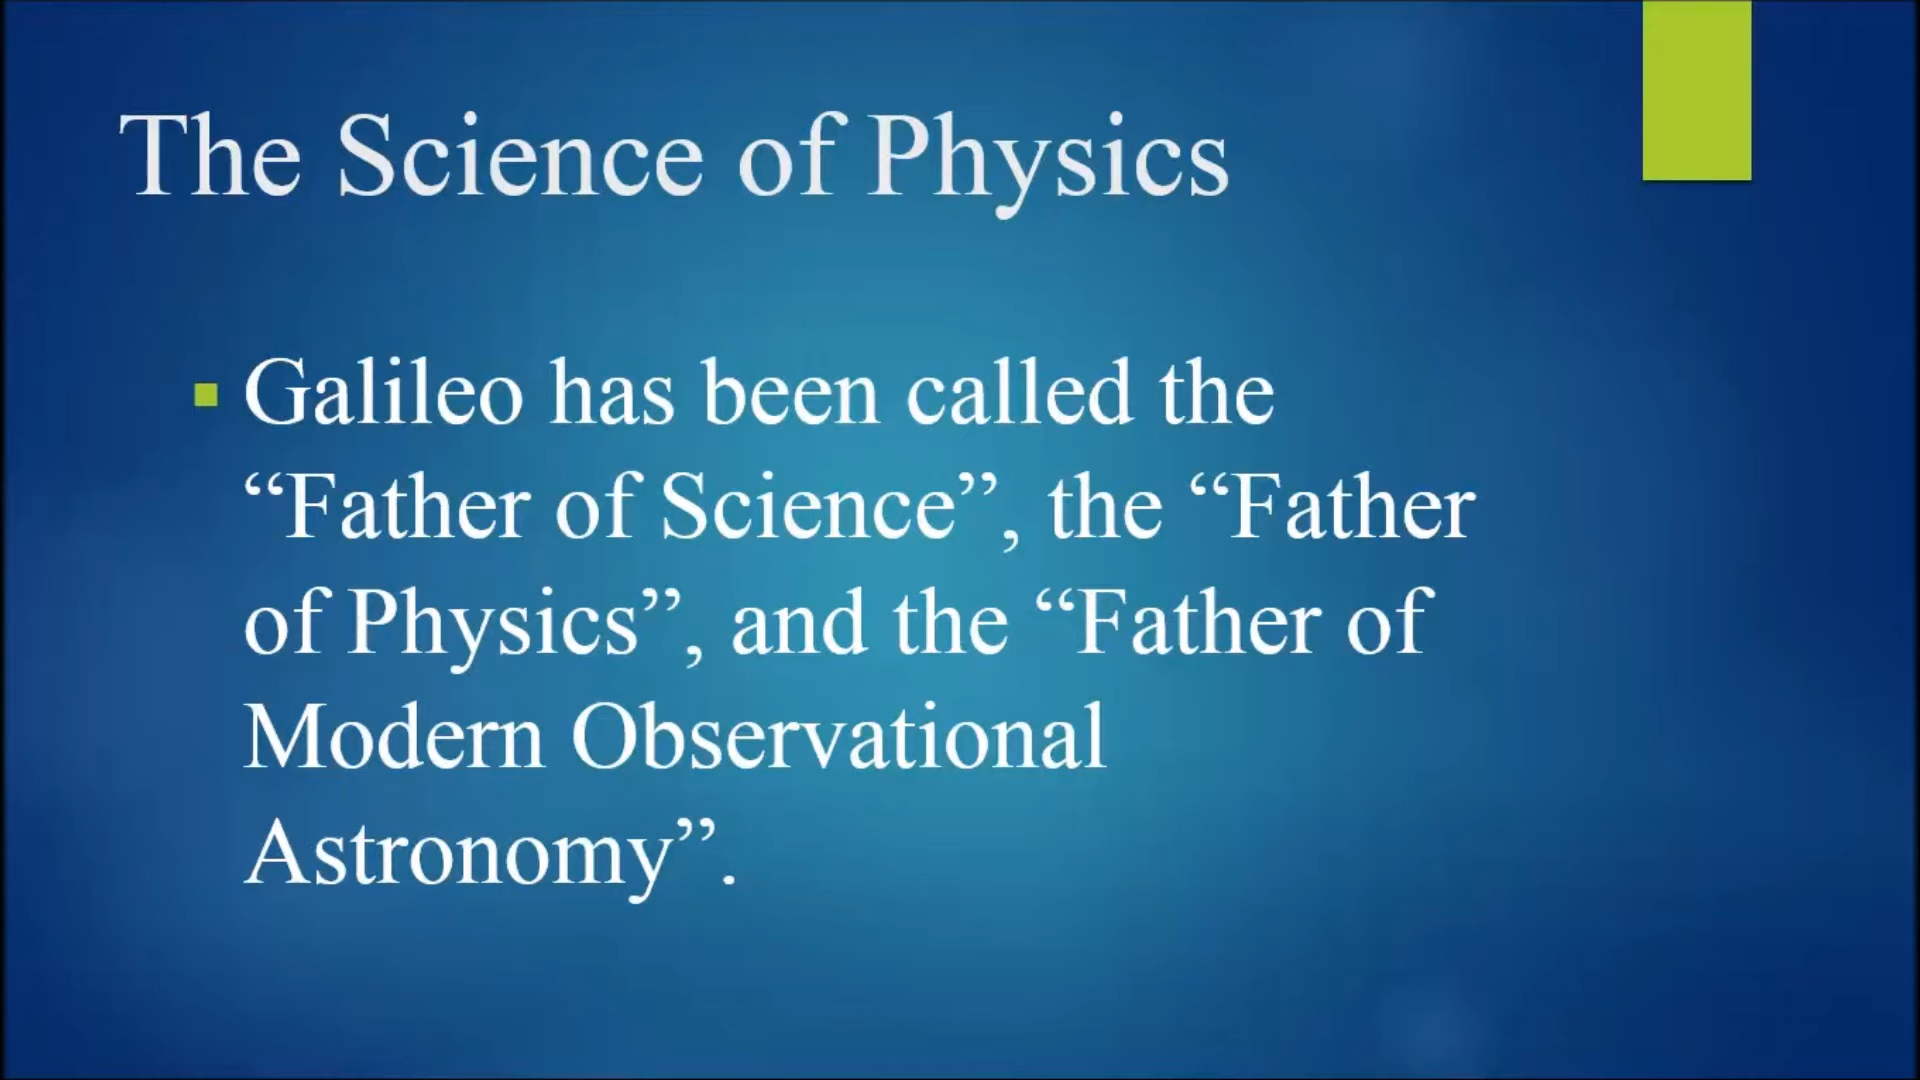 The Science of Physics
▪ Galileo has been called the
“Father of Science”, the “Father
of Physics”, and the “Father of
Modern Observational
Astronomy”.